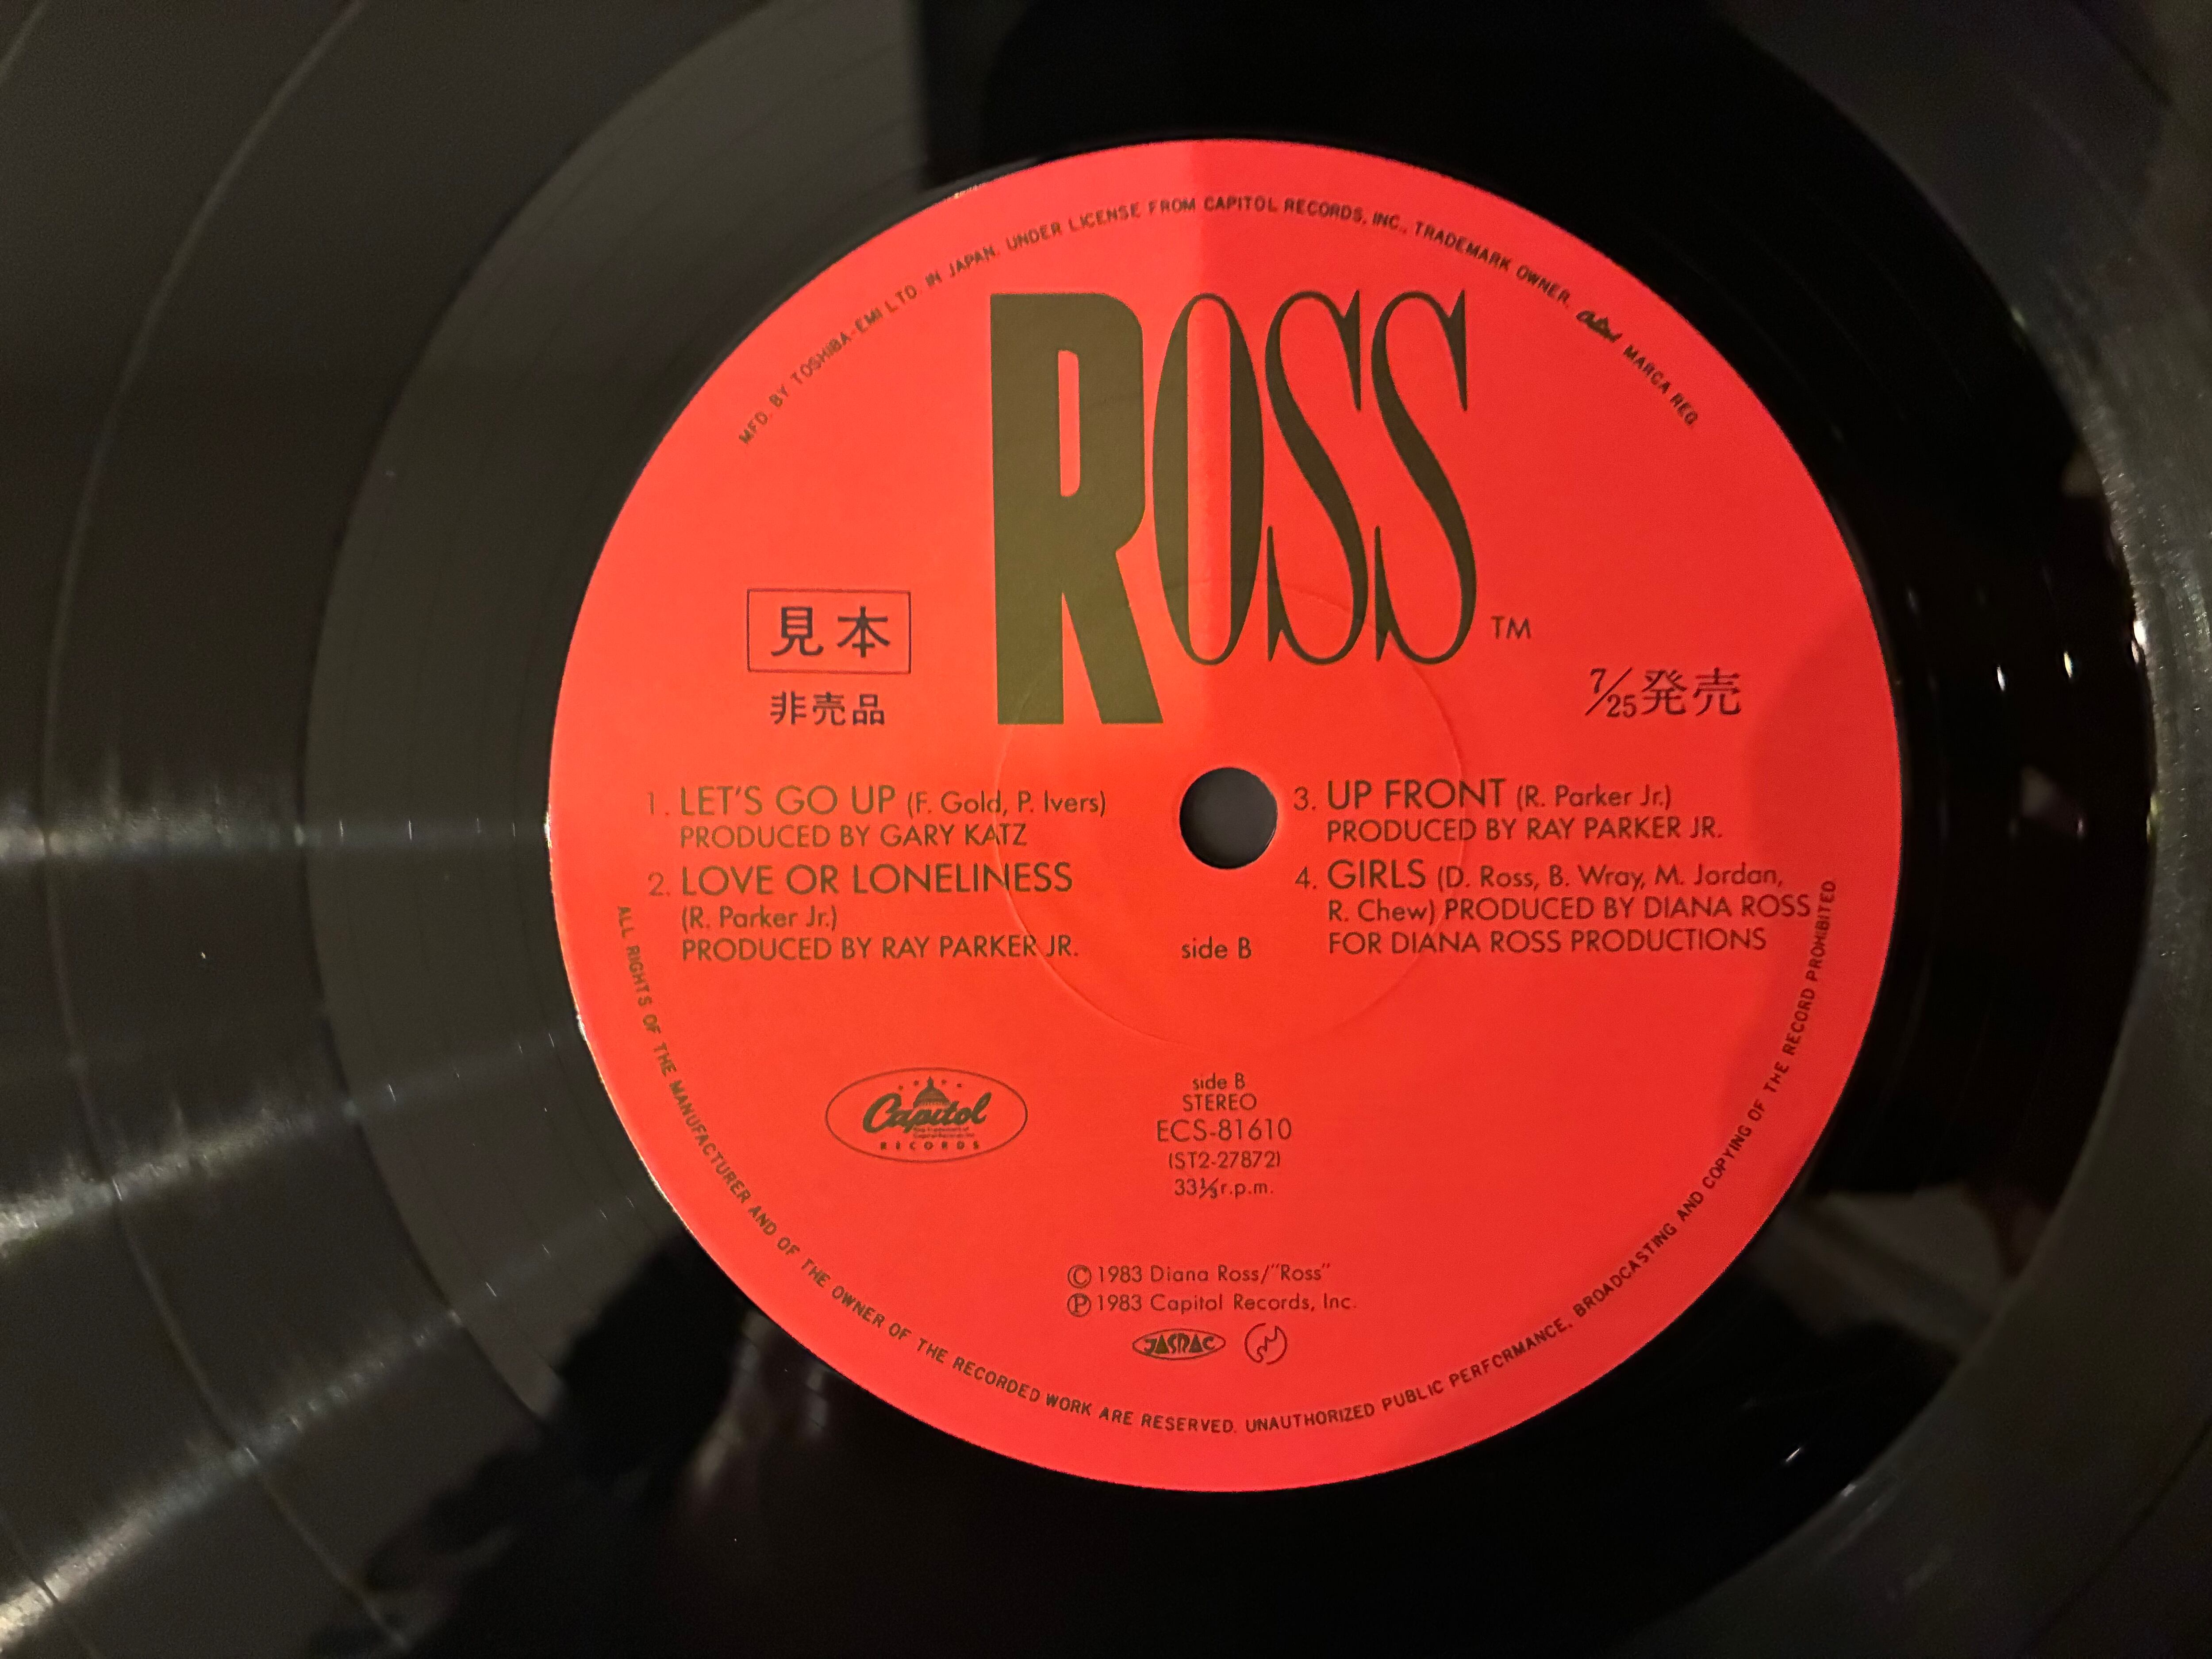 MFD. BY TOSHIBA-EMI LTD. IN JAPAN. UNDER LICENSE FROM CAPITOL RECORDS, INC., TRADEMARK OWNER. Capitol MARCA REG.
ROSS
TM
見本
非売品
7/25発売
1. LET'S GO UP (F. Gold, P. Ivers)
PRODUCED BY GARY KATZ
2. LOVE OR LONELINESS
(R. Parker Jr.)
PRODUCED BY RAY PARKER JR.
3. UP FRONT (R. Parker Jr.)
PRODUCED BY RAY PARKER JR.
4. GIRLS (D. Ross, B. Wray, M. Jordan,
R. Chew) PRODUCED BY DIANA ROSS
FOR DIANA ROSS PRODUCTIONS
side B
Capitol
RECORDS
side B
STEREO
ECS-81610
(ST2-27872)
33⅓r.p.m.
Ⓒ1983 Diana Ross/"Ross"
Ⓟ1983 Capitol Records, Inc.
JASRAC
ALL RIGHTS OF THE MANUFACTURER AND OF THE OWNER OF THE RECORDED WORK ARE RESERVED. UNAUTHORIZED PUBLIC PERFORMANCE, BROADCASTING AND COPYING OF THE RECORD PROHIBITED.